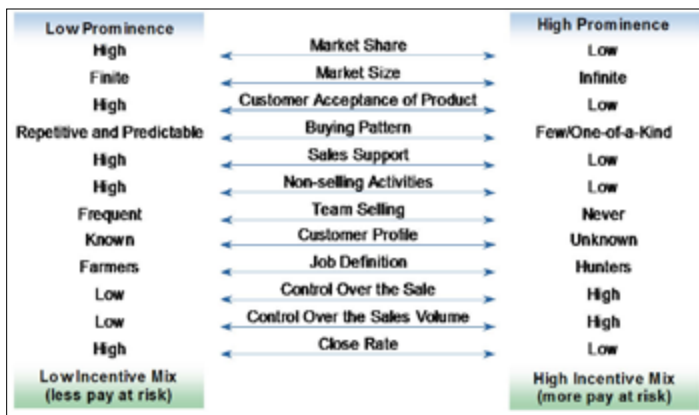 Low Prominence High Prominence
High Market Share Low
Finite Market Size Infinite
High Customer Acceptance of Product Low
Repetitive and Predictable Buying Pattern Few/One-of-a-Kind
High Sales Support Low
High Non-selling Activities Low
Frequent Team Selling Never
Known Customer Profile Unknown
Farmers Job Definition Hunters
Low Control Over the Sale High
Low Control Over the Sales Volume High
High Close Rate Low
Low Incentive Mix High Incentive Mix
(less pay at risk) (more pay at risk)